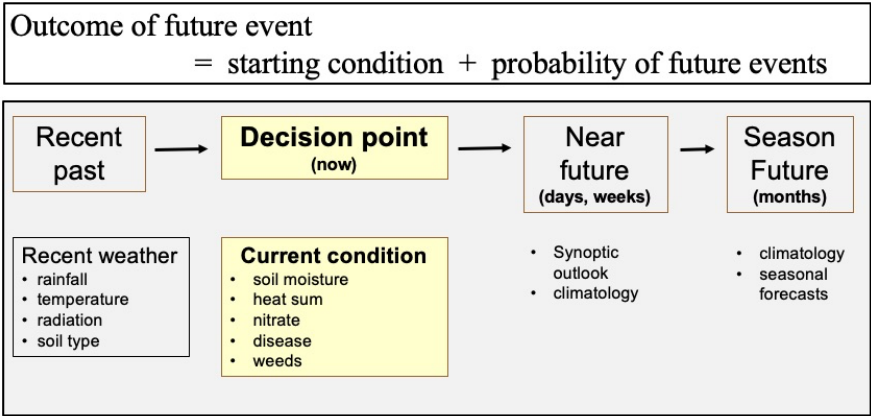 Outcome of future event
= starting condition + probability of future events
Recent
past
Decision point
(now)
Near
future
(days, weeks)
Season
Future
(months)
Recent weather
• rainfall
• temperature
• radiation
• soil type
Current condition
• soil moisture
• heat sum
• nitrate
• disease
• weeds
• Synoptic
outlook
• climatology
• climatology
• seasonal
forecasts